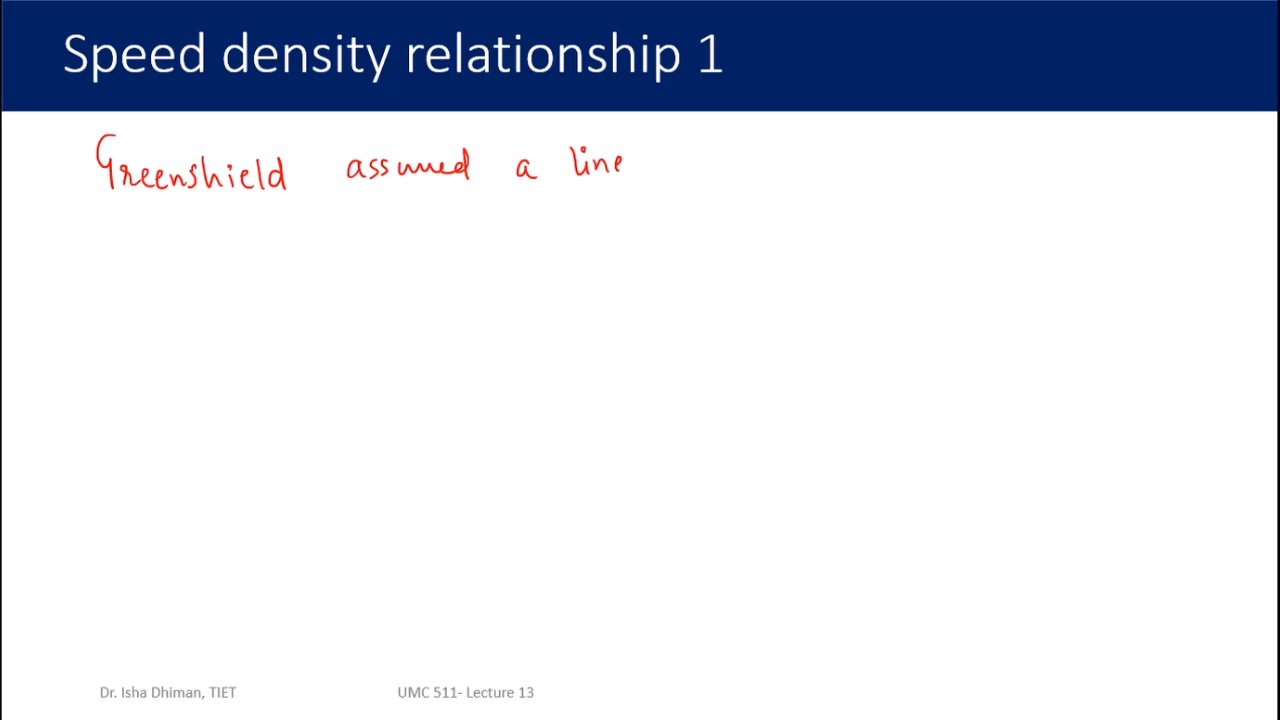 Speed density relationship 1
Greenshield assumed a line
Dr. Isha Dhiman, TIET
UMC 511- Lecture 13